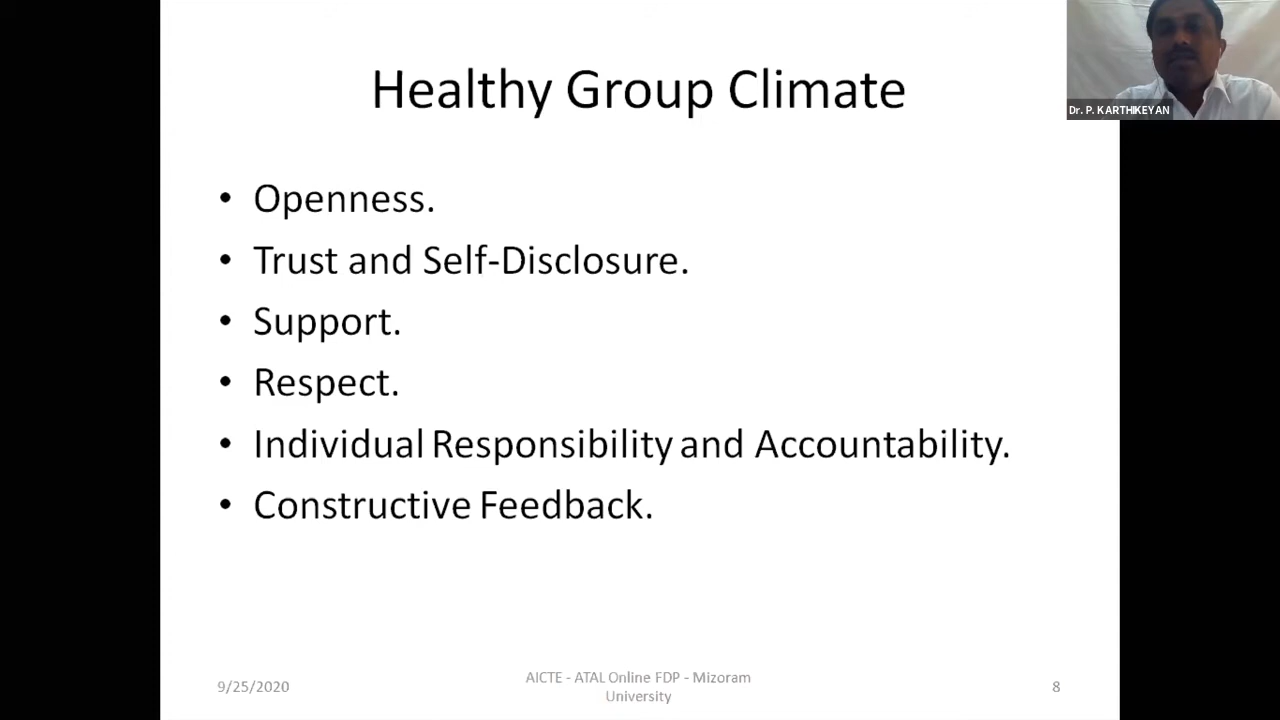 Healthy Group Climate
Dr. P. KARTHIKEYAN
• Openness.
• Trust and Self-Disclosure.
• Support.
• Respect.
• Individual Responsibility and Accountability.
• Constructive Feedback.
9/25/2020
AICTE - ATAL Online FDP - Mizoram
University
8